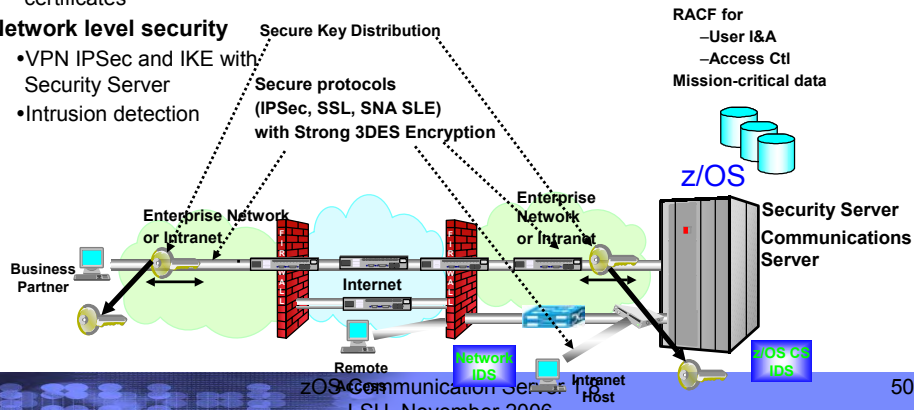 certificates
Network level security
•VPN IPSec and IKE with
Security Server
•Intrusion detection
Secure Key Distribution
Secure protocols
(IPSec, SSL, SNA SLE)
with Strong 3DES Encryption
RACF for
–User I&A
–Access Ctl
Mission-critical data
z/OS
Security Server
Communications
Server
Enterprise Network
or Intranet
Enterprise
Network
or Intranet
FIREWALL
Internet
FIREWALL
Business
Partner
Remote
Access
Network
IDS
Intranet
Host
z/OS CS
IDS
zOS Communication Server 1.8
LSU, November 2006
50